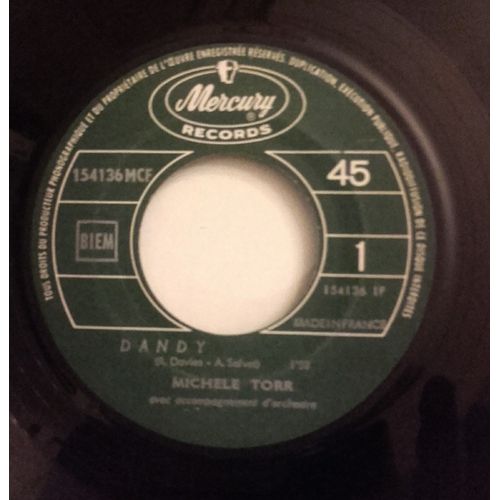 TOUS DROITS DU PRODUCTEUR PHONOGRAPHIQUE ET DU PROPRIÉTAIRE DE L'ŒUVRE ENREGISTRÉE RÉSERVÉS. DUPLICATION, EXÉCUTION PUBLIQUE, RADIODIFFUSION DE CE DISQUE INTERDITES
Mercury
RECORDS
154136 MCF
45
BIEM
1
154136 1F
MADE IN FRANCE
DANDY
(R. Davies - A. Salvet)
MICHELE TORR
avec accompagnement d'orchestre